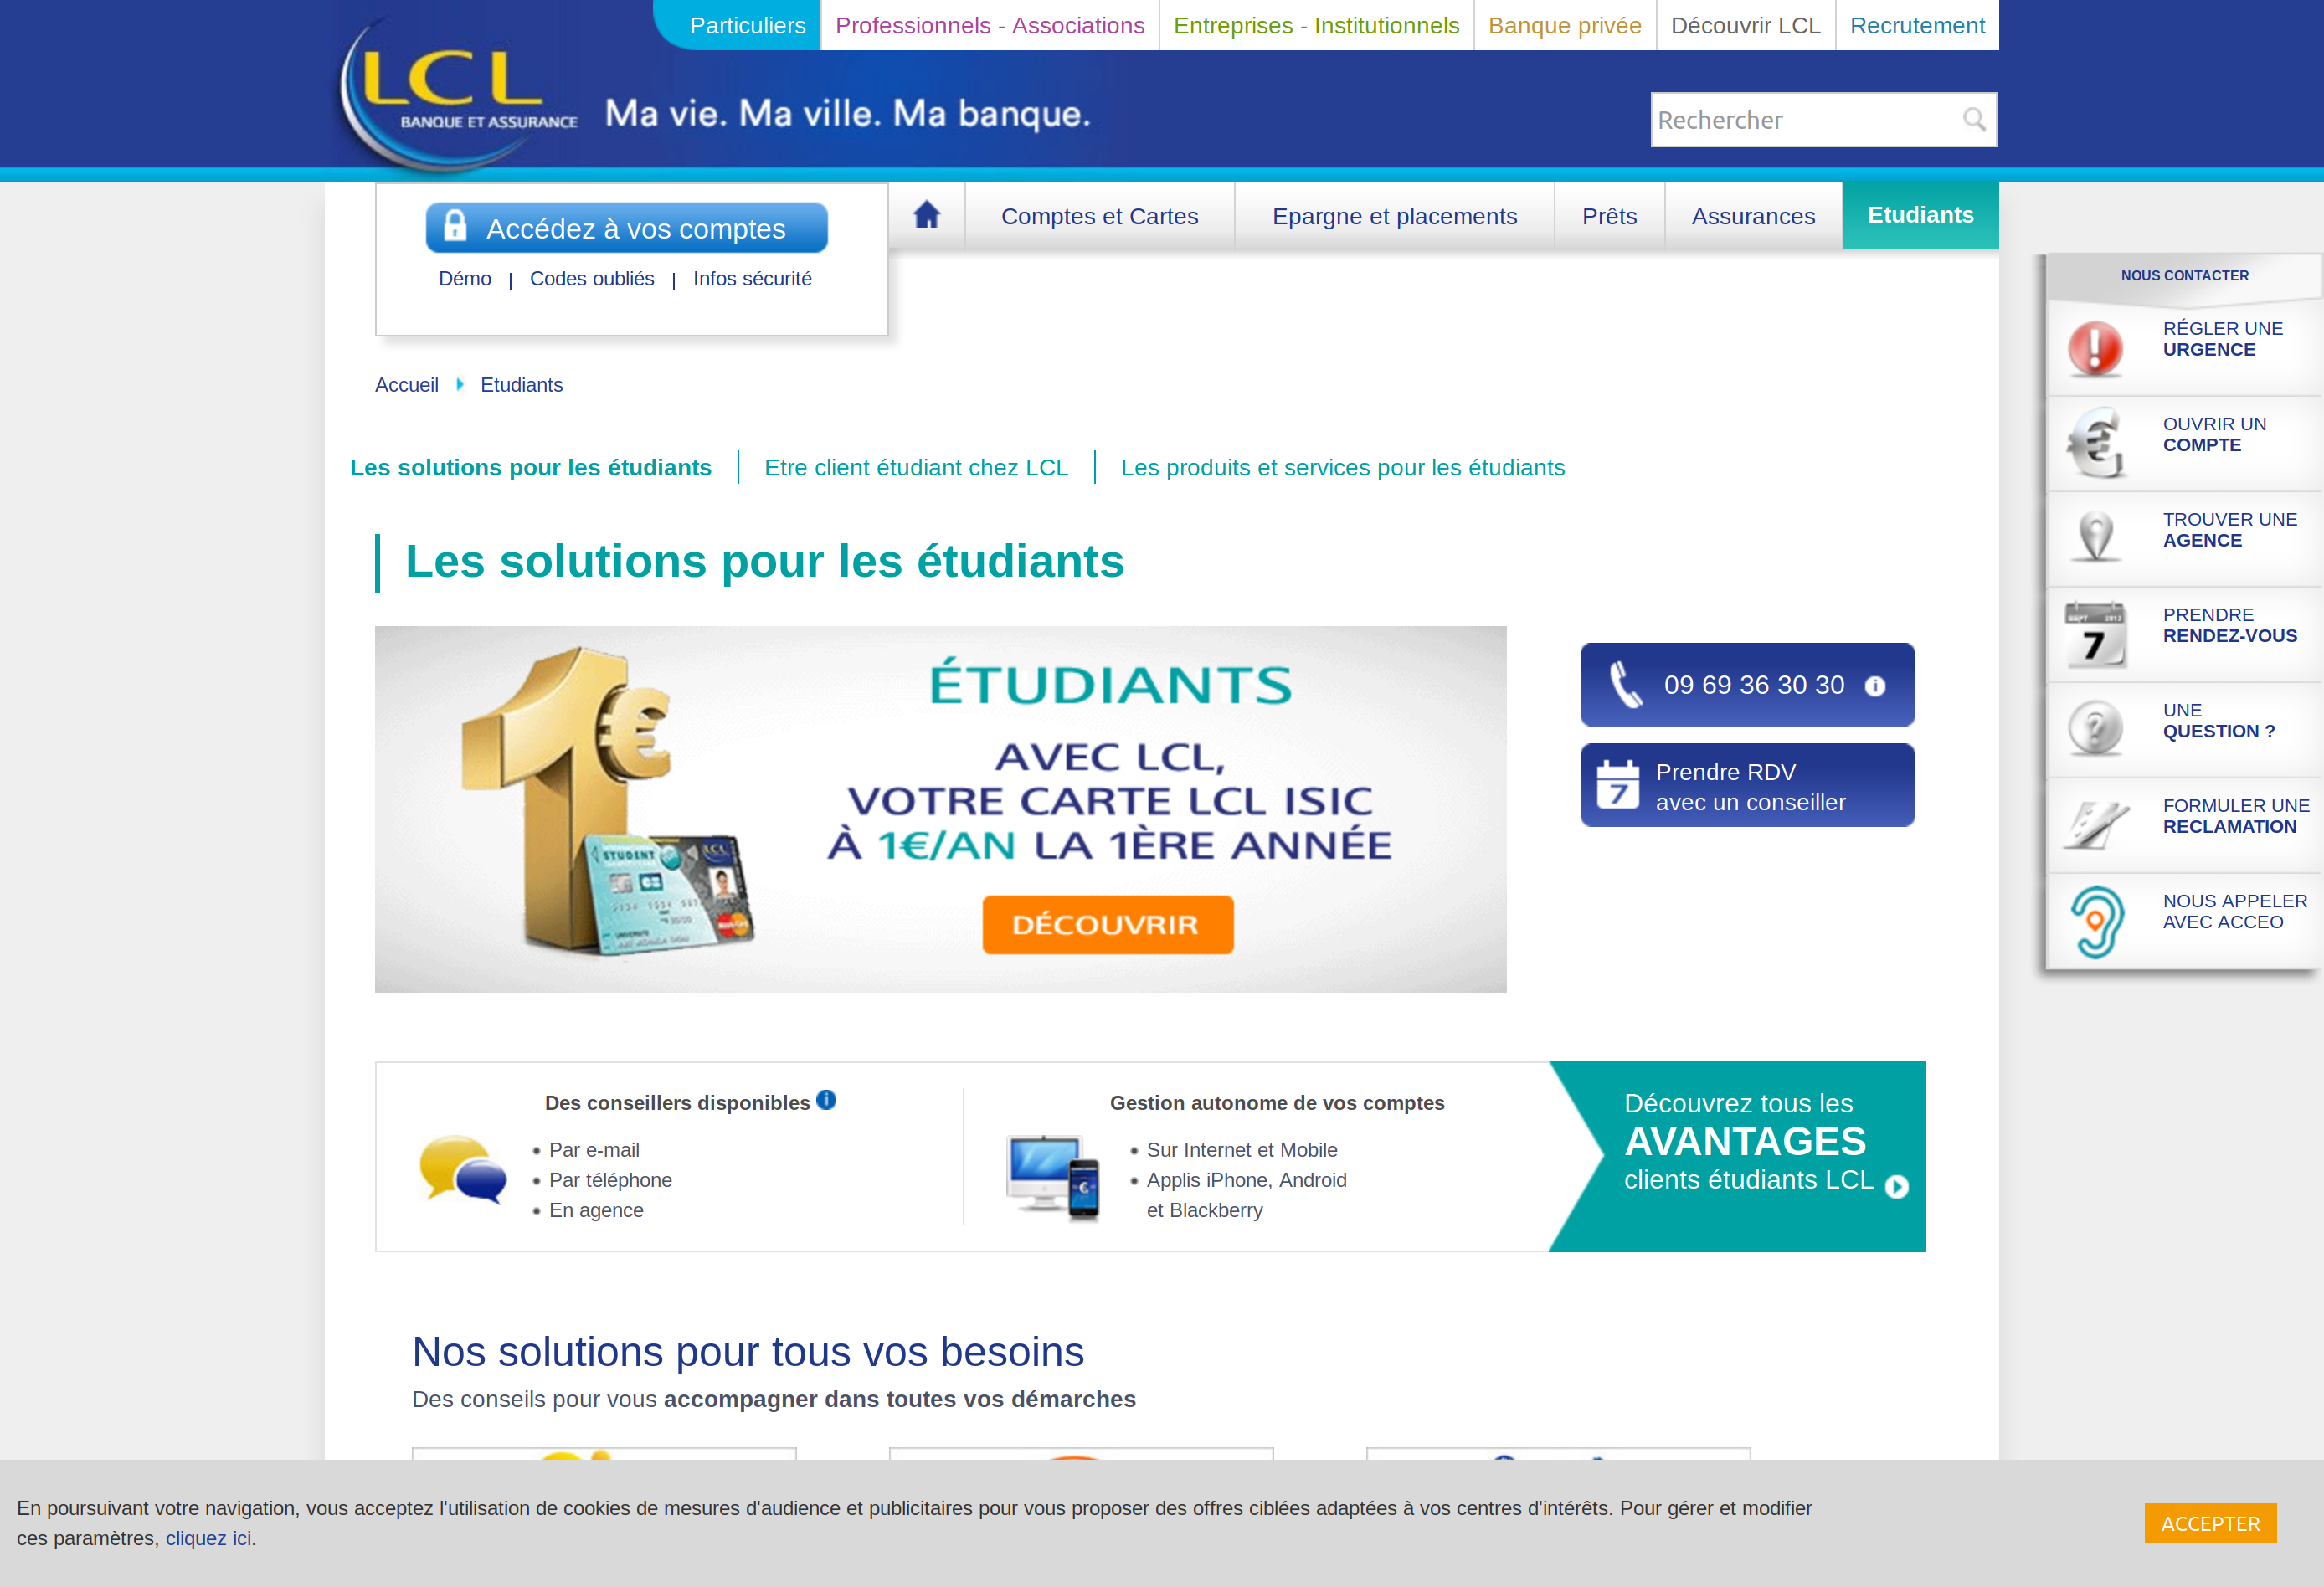 Particuliers
Professionnels - Associations
Entreprises - Institutionnels
Banque privée
Découvrir LCL
Recrutement
LCL
BANQUE ET ASSURANCE
Ma vie. Ma ville. Ma banque.
Rechercher
Accédez à vos comptes
Démo
Codes oubliés
Infos sécurité
Comptes et Cartes
Epargne et placements
Prêts
Assurances
Etudiants
Accueil
Etudiants
Les solutions pour les étudiants
Etre client étudiant chez LCL
Les produits et services pour les étudiants
Les solutions pour les étudiants
1€
STUDENT
LCL
ÉTUDIANTS
AVEC LCL,
VOTRE CARTE LCL ISIC
À 1€/AN LA 1ÈRE ANNÉE
DÉCOUVRIR
09 69 36 30 30
7
Prendre RDV
avec un conseiller
NOUS CONTACTER
RÉGLER UNE
URGENCE
OUVRIR UN
COMPTE
TROUVER UNE
AGENCE
SEPT 2012
7
PRENDRE
RENDEZ-VOUS
UNE
QUESTION ?
FORMULER UNE
RECLAMATION
NOUS APPELER
AVEC ACCEO
Des conseillers disponibles
Par e-mail
Par téléphone
En agence
Gestion autonome de vos comptes
Sur Internet et Mobile
Applis iPhone, Android
et Blackberry
Découvrez tous les
AVANTAGES
clients étudiants LCL
Nos solutions pour tous vos besoins
Des conseils pour vous accompagner dans toutes vos démarches
En poursuivant votre navigation, vous acceptez l'utilisation de cookies de mesures d'audience et publicitaires pour vous proposer des offres ciblées adaptées à vos centres d'intérêts. Pour gérer et modifier
ces paramètres, cliquez ici.
ACCEPTER